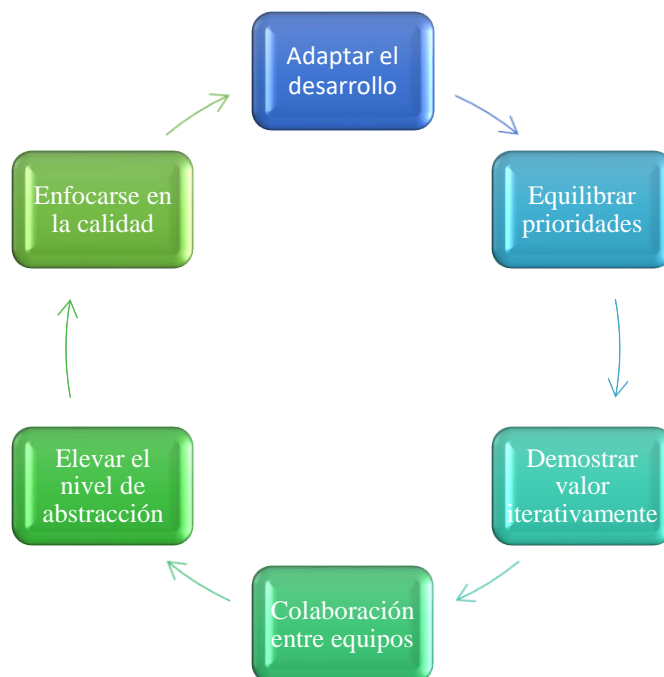 Adaptar el
desarrollo
Equilibrar
prioridades
Demostrar
valor
iterativamente
Colaboración
entre equipos
Elevar el
nivel de
abstracción
Enfocarse en
la calidad